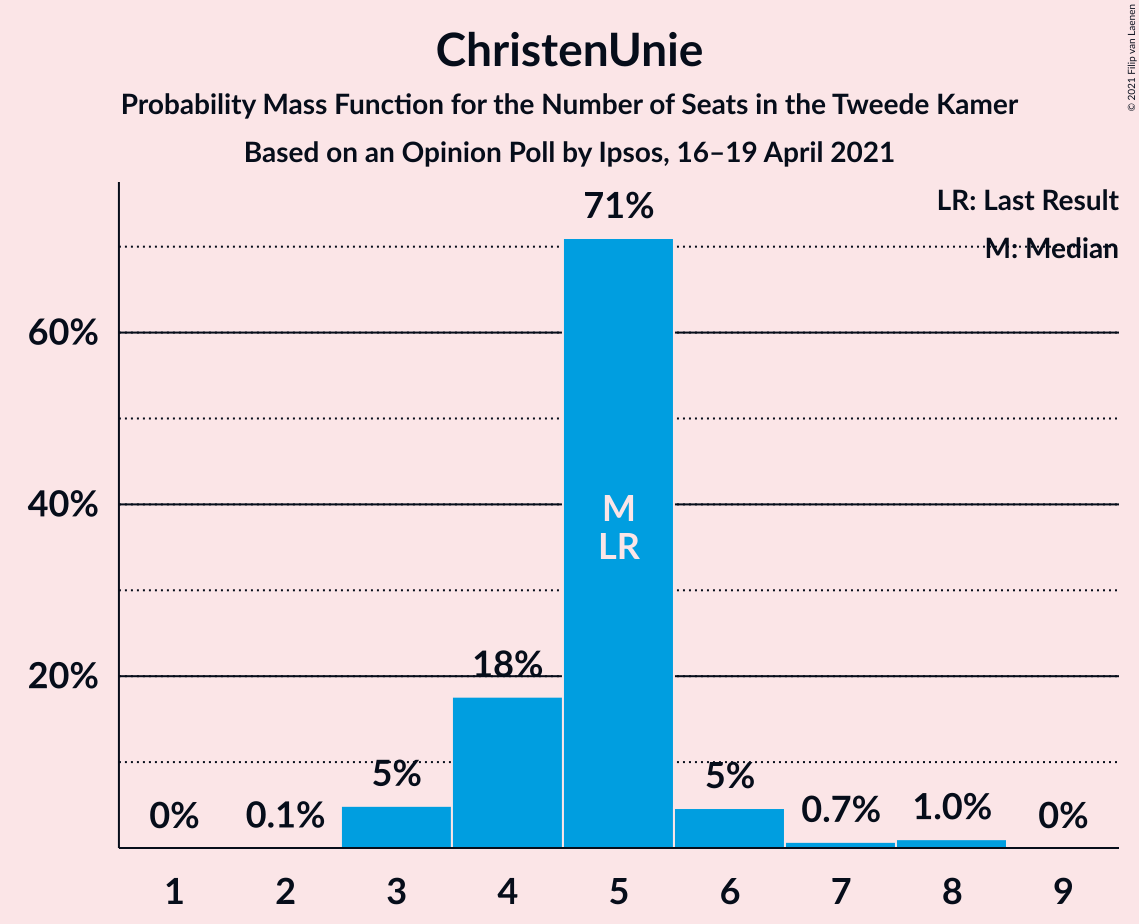 ChristenUnie
Probability Mass Function for the Number of Seats in the Tweede Kamer
Based on an Opinion Poll by Ipsos, 16–19 April 2021
© 2021 Filip van Laenen
LR: Last Result
M: Median
71%
60%
40%
M
LR
20%
18%
5%
5%
0%
0.1%
0.7%
1.0%
0%
1 2 3 4 5 6 7 8 9